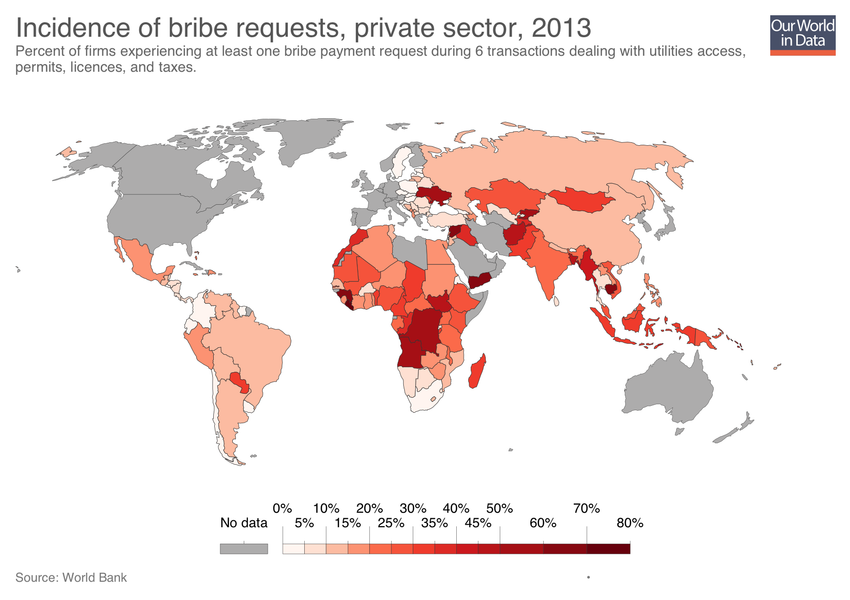 Incidence of bribe requests, private sector, 2013
Our World
in Data
Percent of firms experiencing at least one bribe payment request during 6 transactions dealing with utilities access,
permits, licences, and taxes.
0% 10% 20% 30% 40% 50% 70%
No data 5% 15% 25% 35% 45% 60% 80%
Source: World Bank